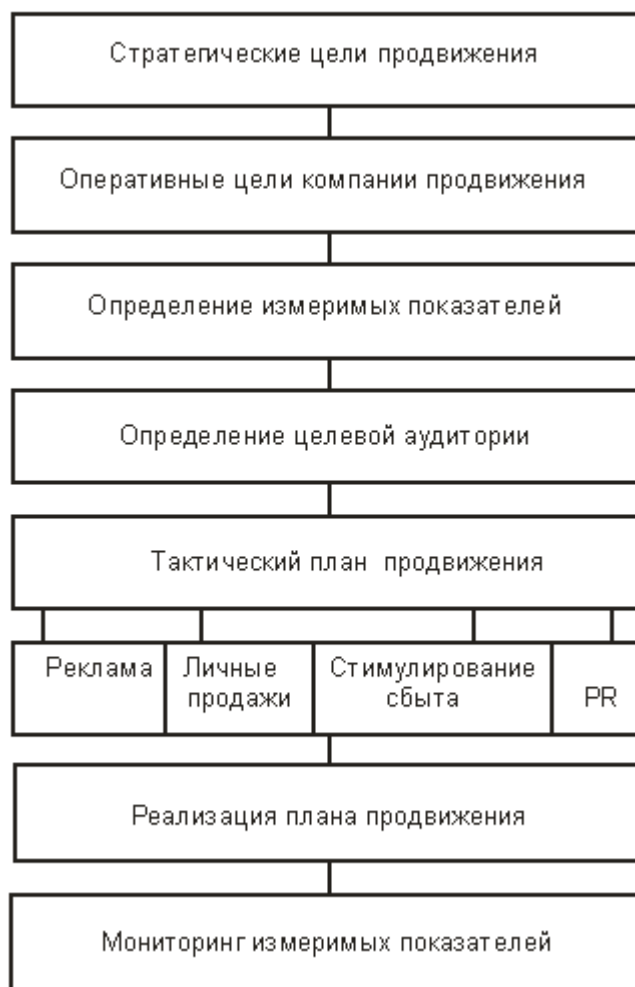 Стратегические цели продвижения
Оперативные цели компании продвижения
Определение измеримых показателей
Определение целевой аудитории
Тактический план продвижения
Реклама
Личные
продажи
Стимулирование
сбыта
PR
Реализация плана продвижения
Мониторинг измеримых показателей